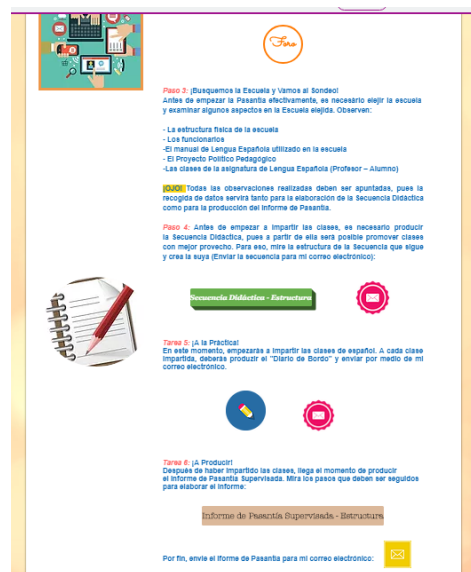 Foro
Paso 3: ¡Busquemos la Escuela y Vamos al Sondeo!
Antes de empezar la Pasantía efectivamente, es necesario elejir la escuela
y examinar algunos aspectos en la Escuela elejida. Observen:
- La estructura física de la escuela
- Los funcionarios
-El manual de Lengua Española utilizado en la escuela
- El Proyecto Político Pedagógico
-Las clases de la asignatura de Lengua Española (Profesor – Alumno)
¡OJO! Todas las observaciones realizadas deben ser apuntadas, pues la
recogida de datos servirá tanto para la elaboración de la Secuencia Didáctica
como para la producción del Informe de Pasantía.
Paso 4: Antes de empezar a impartir las clases, es necesario producir
la Secuencia Didáctica, pues a partir de ella será posible promover clases
con mejor provecho. Para eso, mire la estructura de la Secuencia que sigue
y crea la suya (Enviar la secuencia para mi correo electrónico):
Secuencia Didáctica - Estructura
Tarea 5: ¡A la Práctica!
En este momento, empezarás a impartir las clases de español. A cada clase
impartida, deberás produzir el "Diario de Bordo" y enviar por medio de mi
correo electrónico.
Tarea 6: ¡A Producir!
Después de haber impartido las clases, llega el momento de producir
el Informe de Pasantía Supervisada. Mira los pasos que deben ser seguidos
para elaborar el informe:
Informe de Pasantía Supervisada - Estructura
Por fin, envie el Iforme de Pasantía para mi correo electrónico: